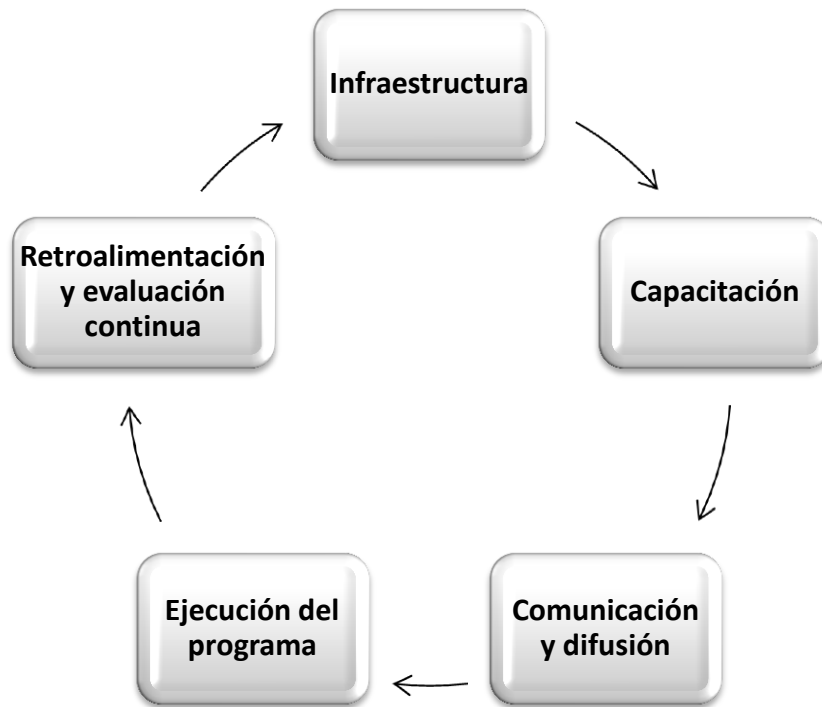 Infraestructura
Capacitación
Comunicación
y difusión
Ejecución del
programa
Retroalimentación
y evaluación
continua